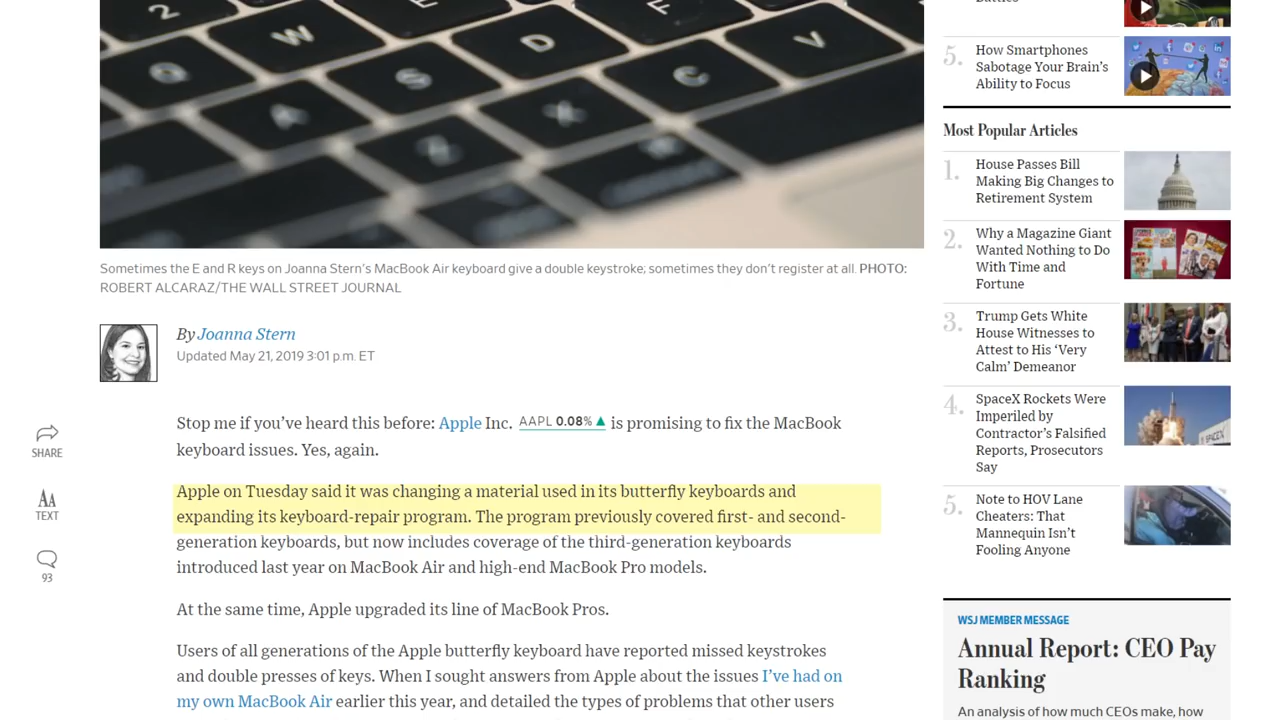 2
W
E
F
Q
S
D
C
V
A
X
Z
Sometimes the E and R keys on Joanna Stern's MacBook Air keyboard give a double keystroke; sometimes they don't register at all. PHOTO:
ROBERT ALCARAZ/THE WALL STREET JOURNAL
By Joanna Stern
Updated May 21, 2019 3:01 p.m. ET
SHARE
AA
TEXT
93
Stop me if you've heard this before: Apple Inc. AAPL 0.08% ▲ is promising to fix the MacBook
keyboard issues. Yes, again.
Apple on Tuesday said it was changing a material used in its butterfly keyboards and
expanding its keyboard-repair program. The program previously covered first- and second-
generation keyboards, but now includes coverage of the third-generation keyboards
introduced last year on MacBook Air and high-end MacBook Pro models.
At the same time, Apple upgraded its line of MacBook Pros.
Users of all generations of the Apple butterfly keyboard have reported missed keystrokes
and double presses of keys. When I sought answers from Apple about the issues I've had on
my own MacBook Air earlier this year, and detailed the types of problems that other users
5. How Smartphones
Sabotage Your Brain's
Ability to Focus
Most Popular Articles
1. House Passes Bill
Making Big Changes to
Retirement System
2. Why a Magazine Giant
Wanted Nothing to Do
With Time and
Fortune
3. Trump Gets White
House Witnesses to
Attest to His 'Very
Calm' Demeanor
4. SpaceX Rockets Were
Imperiled by
Contractor's Falsified
Reports, Prosecutors
Say
5. Note to HOV Lane
Cheaters: That
Mannequin Isn't
Fooling Anyone
WSJ MEMBER MESSAGE
Annual Report: CEO Pay
Ranking
An analysis of how much CEOs make, how